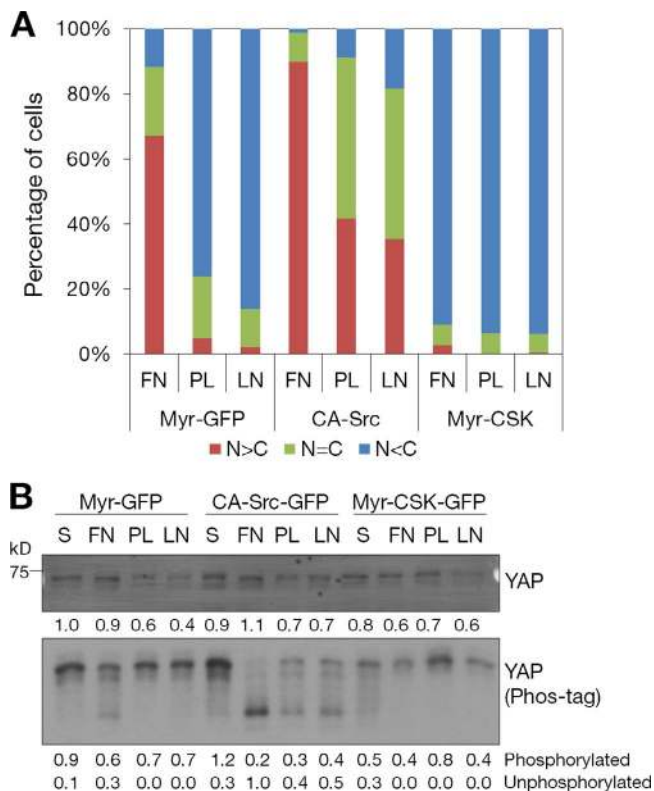 A
100%
80%
60%
40%
20%
0%
Percentage of cells
FN PL LN FN PL LN FN PL LN
Myr-GFP CA-Src Myr-CSK
N>C N=C N<C
B
Myr-GFP CA-Src-GFP Myr-CSK-GFP
S FN PL LN S FN PL LN S FN PL LN
kD
75
YAP
1.0 0.9 0.6 0.4 0.9 1.1 0.7 0.7 0.8 0.6 0.7 0.6
YAP
(Phos-tag)
0.9 0.6 0.7 0.7 1.2 0.2 0.3 0.4 0.5 0.4 0.8 0.4 Phosphorylated
0.1 0.3 0.0 0.0 0.3 1.0 0.4 0.5 0.3 0.0 0.0 0.0 Unphosphorylated